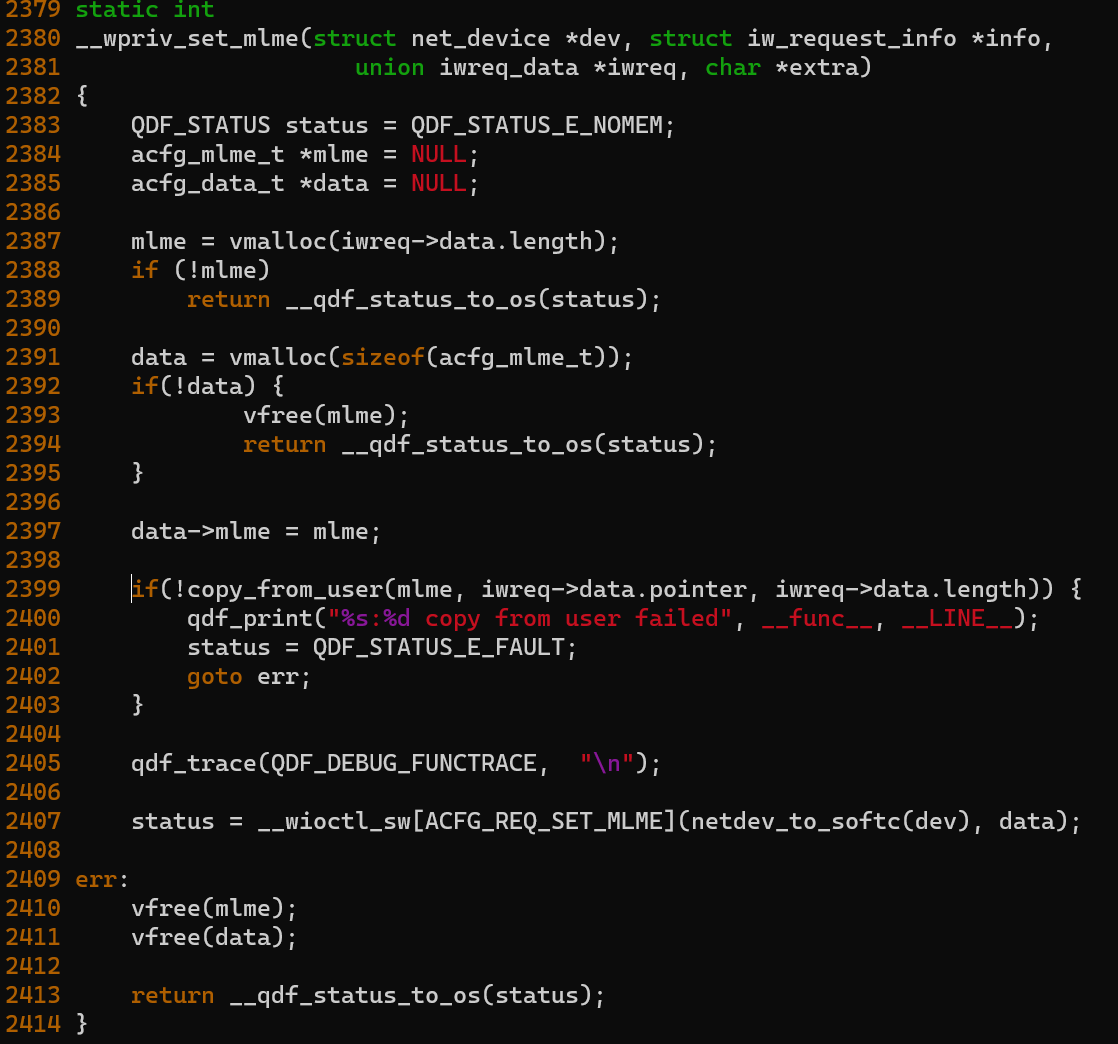 2379 static int
2380 __wpriv_set_mlme(struct net_device *dev, struct iw_request_info *info,
2381                     union iwreq_data *iwreq, char *extra)
2382 {
2383     QDF_STATUS status = QDF_STATUS_E_NOMEM;
2384     acfg_mlme_t *mlme = NULL;
2385     acfg_data_t *data = NULL;
2386
2387     mlme = vmalloc(iwreq->data.length);
2388     if (!mlme)
2389         return __qdf_status_to_os(status);
2390
2391     data = vmalloc(sizeof(acfg_mlme_t));
2392     if(!data) {
2393             vfree(mlme);
2394             return __qdf_status_to_os(status);
2395     }
2396
2397     data->mlme = mlme;
2398
2399     if(!copy_from_user(mlme, iwreq->data.pointer, iwreq->data.length)) {
2400         qdf_print("%s:%d copy from user failed", __func__, __LINE__);
2401         status = QDF_STATUS_E_FAULT;
2402         goto err;
2403     }
2404
2405     qdf_trace(QDF_DEBUG_FUNCTRACE,  "\n");
2406
2407     status = __wioctl_sw[ACFG_REQ_SET_MLME](netdev_to_softc(dev), data);
2408
2409 err:
2410     vfree(mlme);
2411     vfree(data);
2412
2413     return __qdf_status_to_os(status);
2414 }